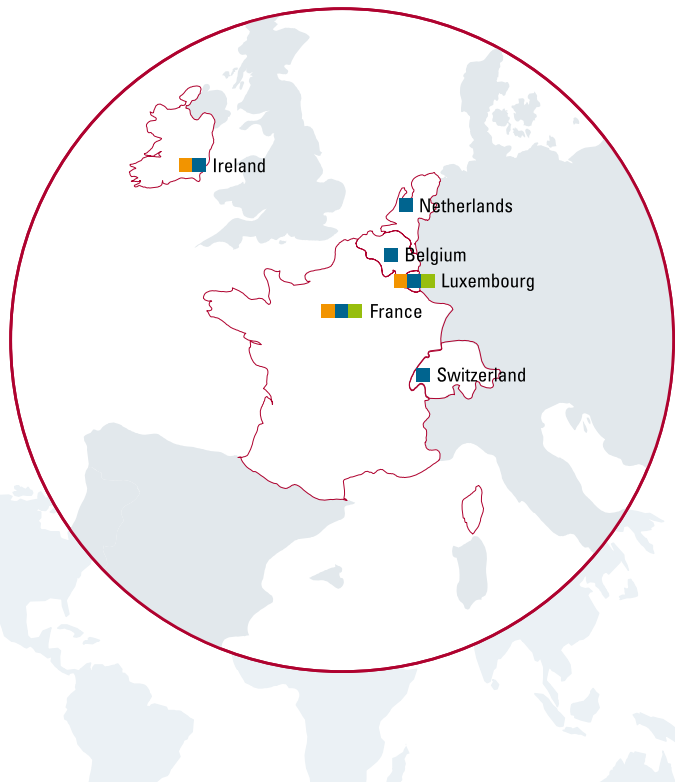 Ireland
Netherlands
Belgium
Luxembourg
France
Switzerland